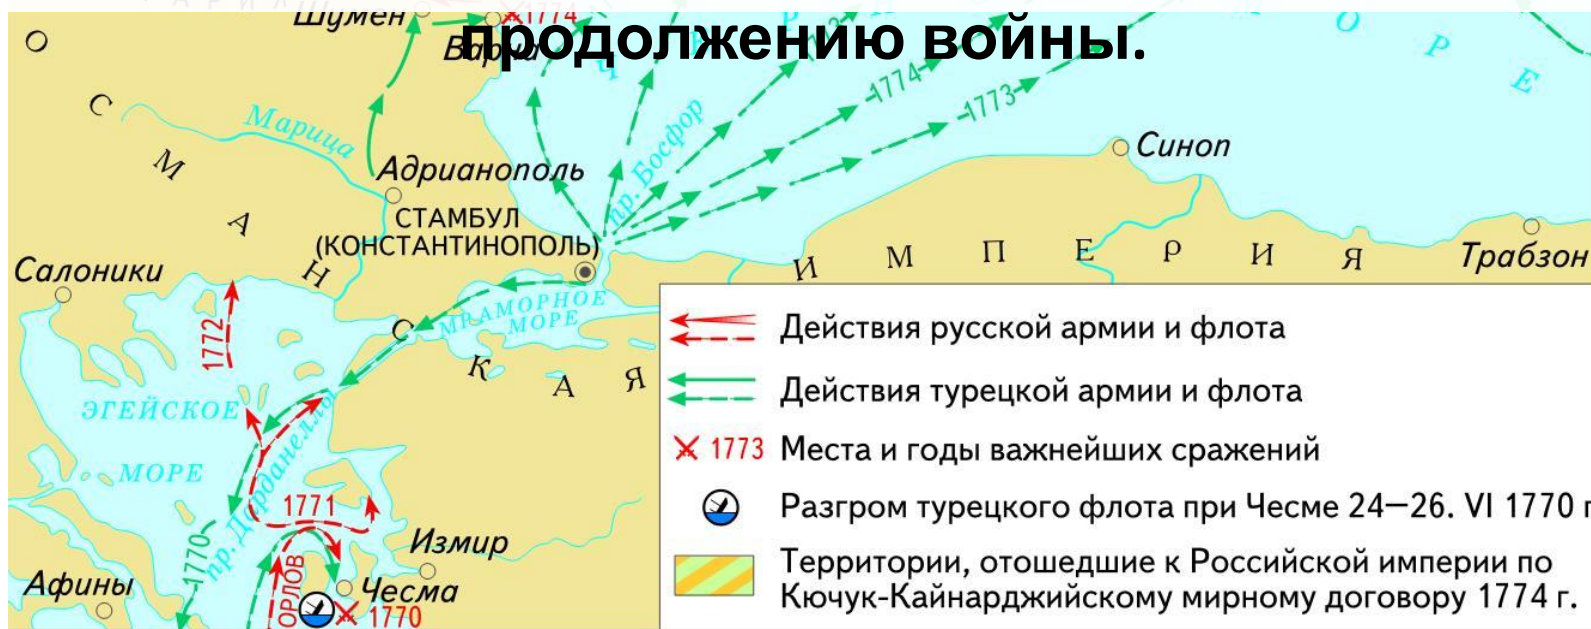 Шумен
1774
продолжению войны.
Варна
1774
1773
О С М А Н С К А Я
И М П Е Р И Я
О Р Е
Марица
пр. Босфор
Синоп
Адрианополь
СТАМБУЛ
(КОНСТАНТИНОПОЛЬ)
Салоники
Трабзон
МРАМОРНОЕ
МОРЕ
1772
ЭГЕЙСКОЕ
МОРЕ
пр. Дарданеллы
1771
1770
Измир
Афины
ОРЛОВ
Чесма
1770
Действия русской армии и флота
Действия турецкой армии и флота
1773 Места и годы важнейших сражений
Разгром турецкого флота при Чесме 24–26. VI 1770 г
Территории, отошедшие к Российской империи по
Кючук-Кайнарджийскому мирному договору 1774 г.